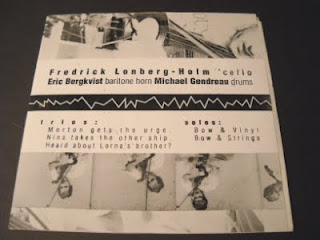 Fredrick Lonberg-Holm 'cello
Eric Bergkvist baritone horn Michael Gendreau drums
trios: solos:
Morton gets the urge. Bow & Vinyl
Nina takes the other ship. Bow & Strings
Heard about Lorna's brother?